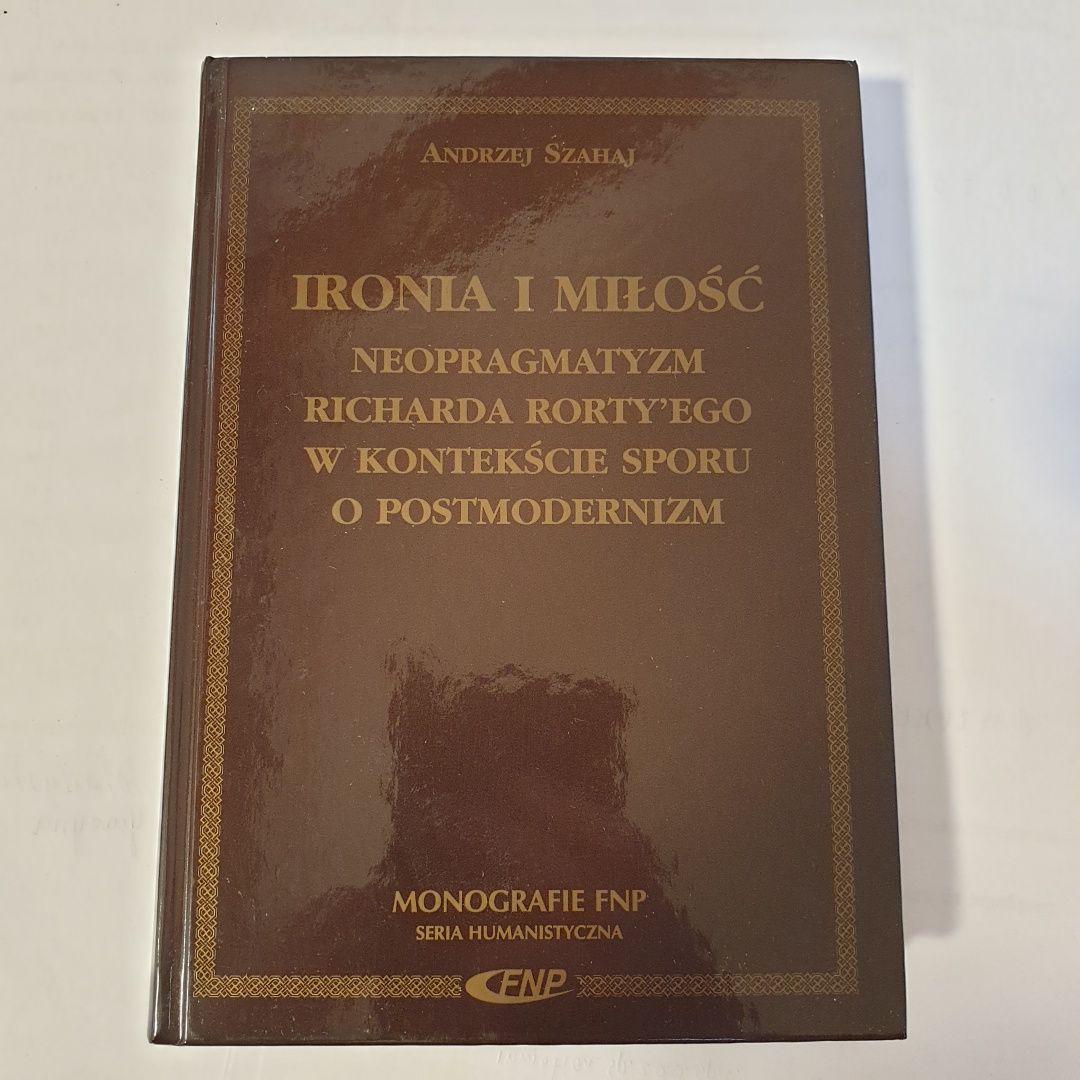 ANDRZEJ SZAHAJ
IRONIA I MIŁOŚĆ
NEOPRAGMATYZM
RICHARDA RORTY'EGO
W KONTEKŚCIE SPORU
O POSTMODERNIZM
MONOGRAFIE FNP
SERIA HUMANISTYCZNA
FNP